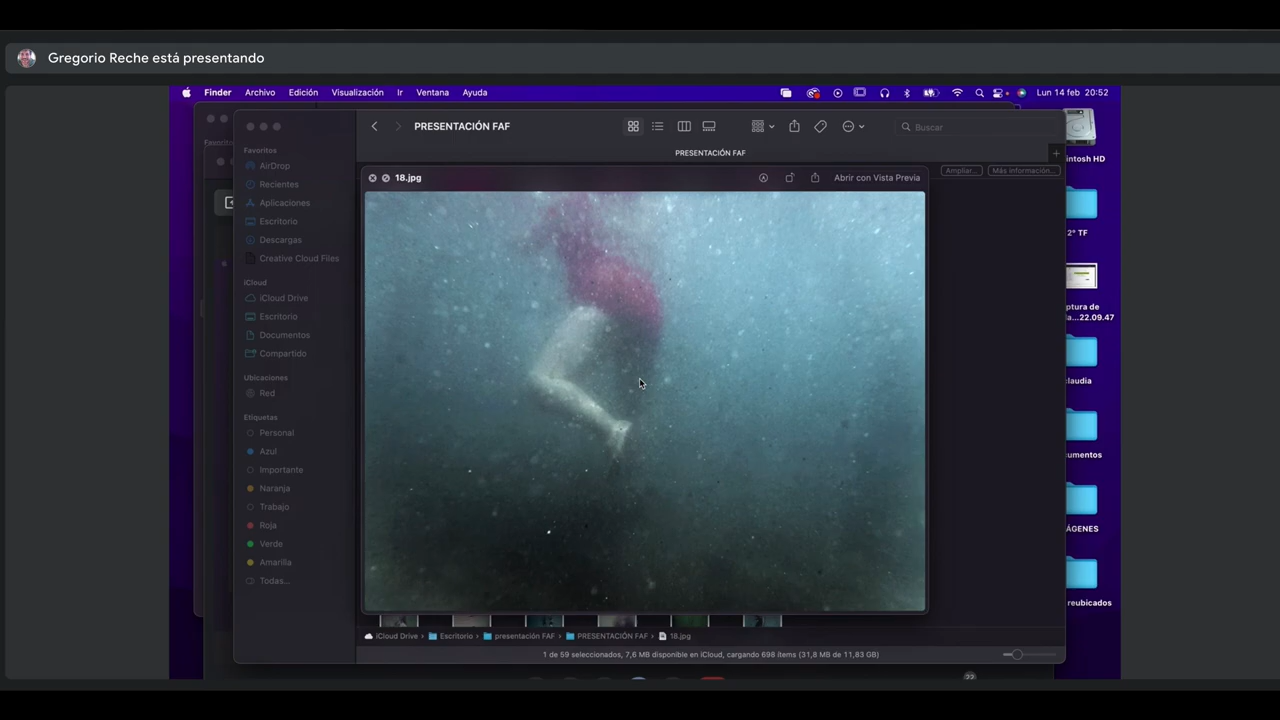 Gregorio Reche está presentando
Finder Archivo Edición Visualización Ir Ventana Ayuda
Lun 14 feb 20:52
PRESENTACIÓN FAF
Buscar
PRESENTACIÓN FAF
Ampliar... Más información...
18.jpg
Abrir con Vista Previa
Favoritos
AirDrop
Recientes
Aplicaciones
Escritorio
Descargas
Creative Cloud Files
iCloud
iCloud Drive
Escritorio
Documentos
Compartido
Ubicaciones
Red
Etiquetas
Personal
Azul
Importante
Naranja
Trabajo
Roja
Verde
Amarilla
Todas...
intosh HD
2° TF
ptura de
la...22.09.47
claudia
cumentos
ÁGENES
reubicados
iCloud Drive › Escritorio › presentación FAF › PRESENTACIÓN FAF › 18.jpg
1 de 59 seleccionados, 7,6 MB disponible en iCloud, cargando 698 ítems (31,8 MB de 11,83 GB)
22